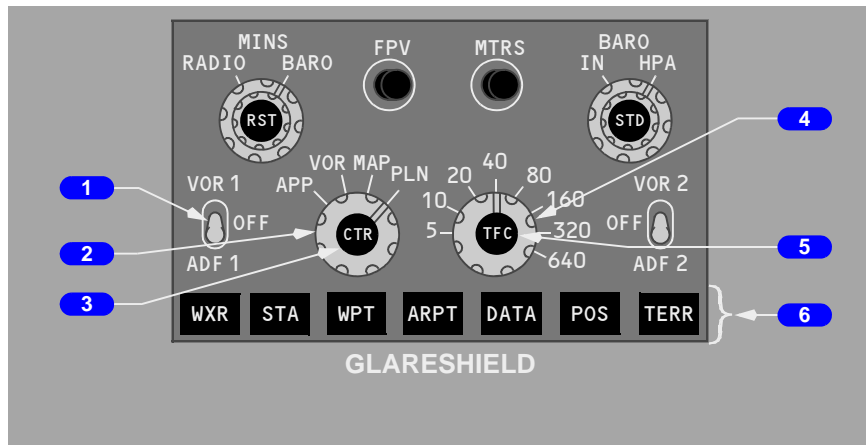 MINS
FPV
MTRS
BARO
RADIO
BARO
IN
HPA
RST
STD
4
1
VOR 1
APP
VOR
MAP
PLN
5
10
20
40
80
160
320
640
VOR 2
OFF
CTR
TFC
OFF
2
ADF 1
ADF 2
5
3
WXR
STA
WPT
ARPT
DATA
POS
TERR
6
GLARESHIELD